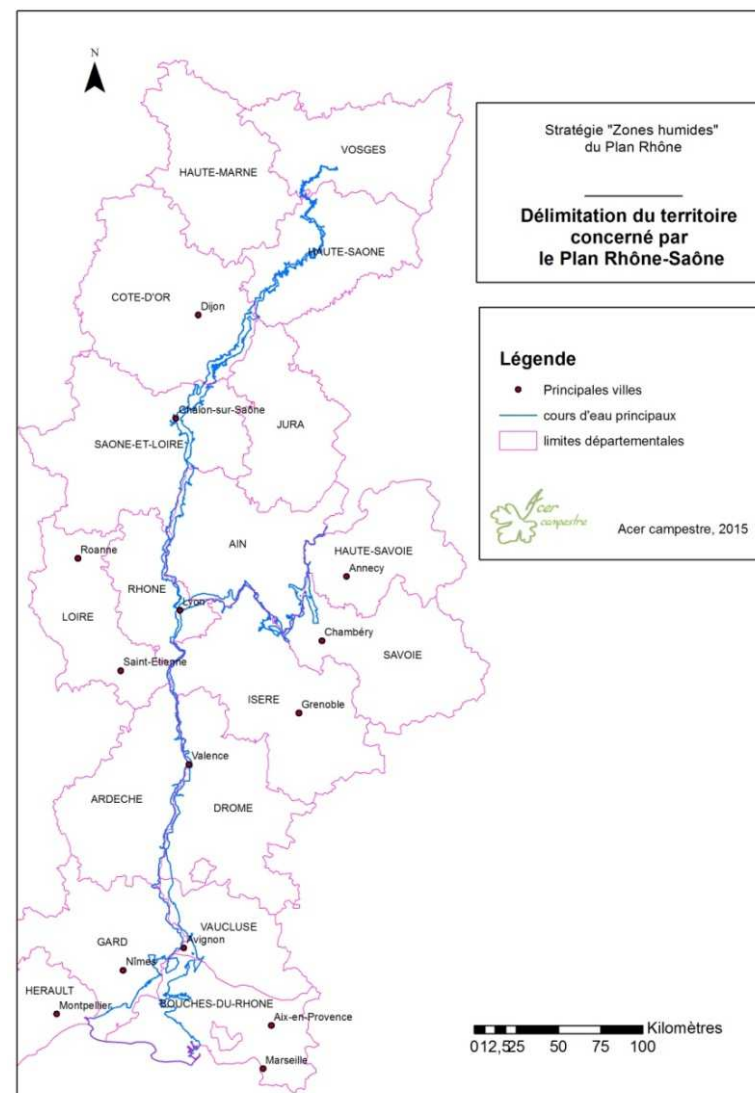 N
Stratégie "Zones humides"
du Plan Rhône
Délimitation du territoire
concerné par
le Plan Rhône-Saône
Légende
Principales villes
cours d'eau principaux
limites départementales
Acer
campestre
Acer campestre, 2015
VOSGES
HAUTE-MARNE
HAUTE-SAONE
COTE-D'OR
Dijon
Chalon-sur-Saône
JURA
SAONE-ET-LOIRE
AIN
HAUTE-SAVOIE
Roanne
Annecy
RHONE
Lyon
LOIRE
Chambéry
SAVOIE
Saint-Etienne
ISERE
Grenoble
Valence
ARDECHE
DROME
VAUCLUSE
GARD
Avignon
Nîmes
HERAULT
BOUCHES-DU-RHONE
Montpellier
Aix-en-Provence
Marseille
Kilomètres
0 12,5 25 50 75 100